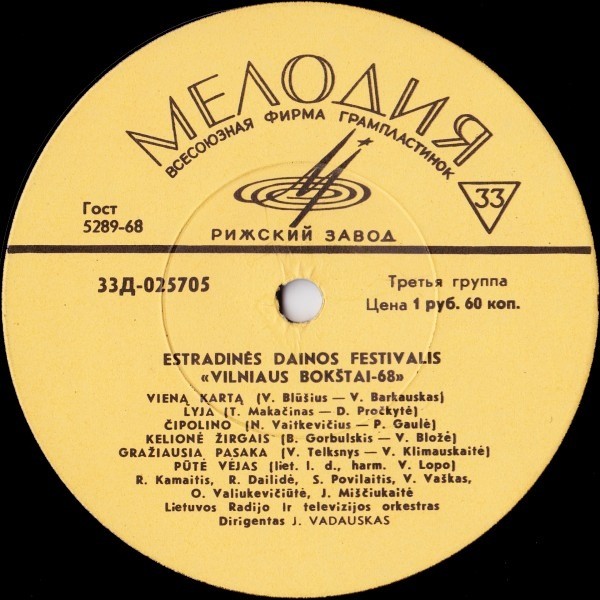 МЕЛОДИЯ
ВСЕСОЮЗНАЯ ФИРМА ГРАМПЛАСТИНОК
33
Гост
5289-68
РИЖСКИЙ ЗАВОД
33Д-025705
Третья группа
Цена 1 руб. 60 коп.
ESTRADINĖS DAINOS FESTIVALIS
«VILNIAUS BOKŠTAI-68»
VIENĄ KARTĄ (V. Blūšius — V. Barkauskas)
LYJA (T. Makačinas — D. Pročkytė)
ČIPOLINO (N. Vaitkevičius — P. Gaulė)
KELIONĖ ŽIRGAIS (B. Gorbulskis — V. Bložė)
GRAŽIAUSIA PASAKA (V. Telksnys — V. Klimauskaitė)
PŪTĖ VĖJAS (liet. l. d., harm. V. Lopo)
R. Kamaitis, R. Dailidė, S. Povilaitis, V. Vaškas,
O. Valiukevičiūtė, J. Miščiukaitė
Lietuvos Radijo Ir televizijos orkestras
Dirigentas J. VADAUSKAS